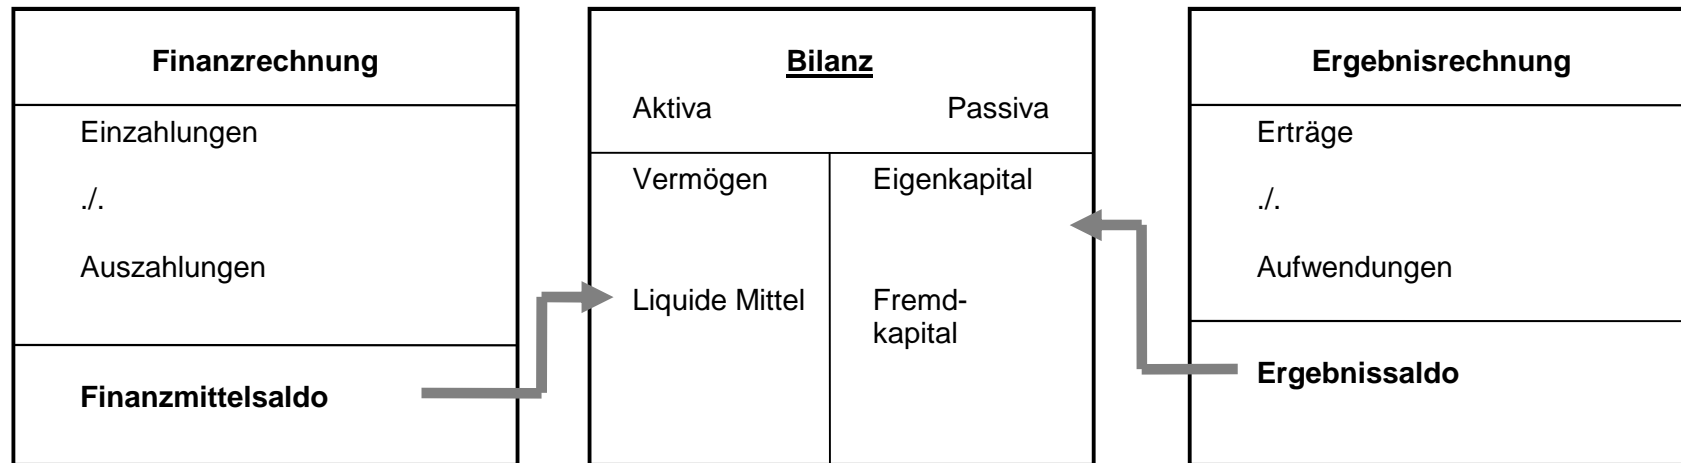 Finanzrechnung
Einzahlungen
./.
Auszahlungen
Finanzmittelsaldo
Bilanz
Aktiva Passiva
Vermögen Eigenkapital
Liquide Mittel Fremd-
kapital
Ergebnisrechnung
Erträge
./.
Aufwendungen
Ergebnissaldo